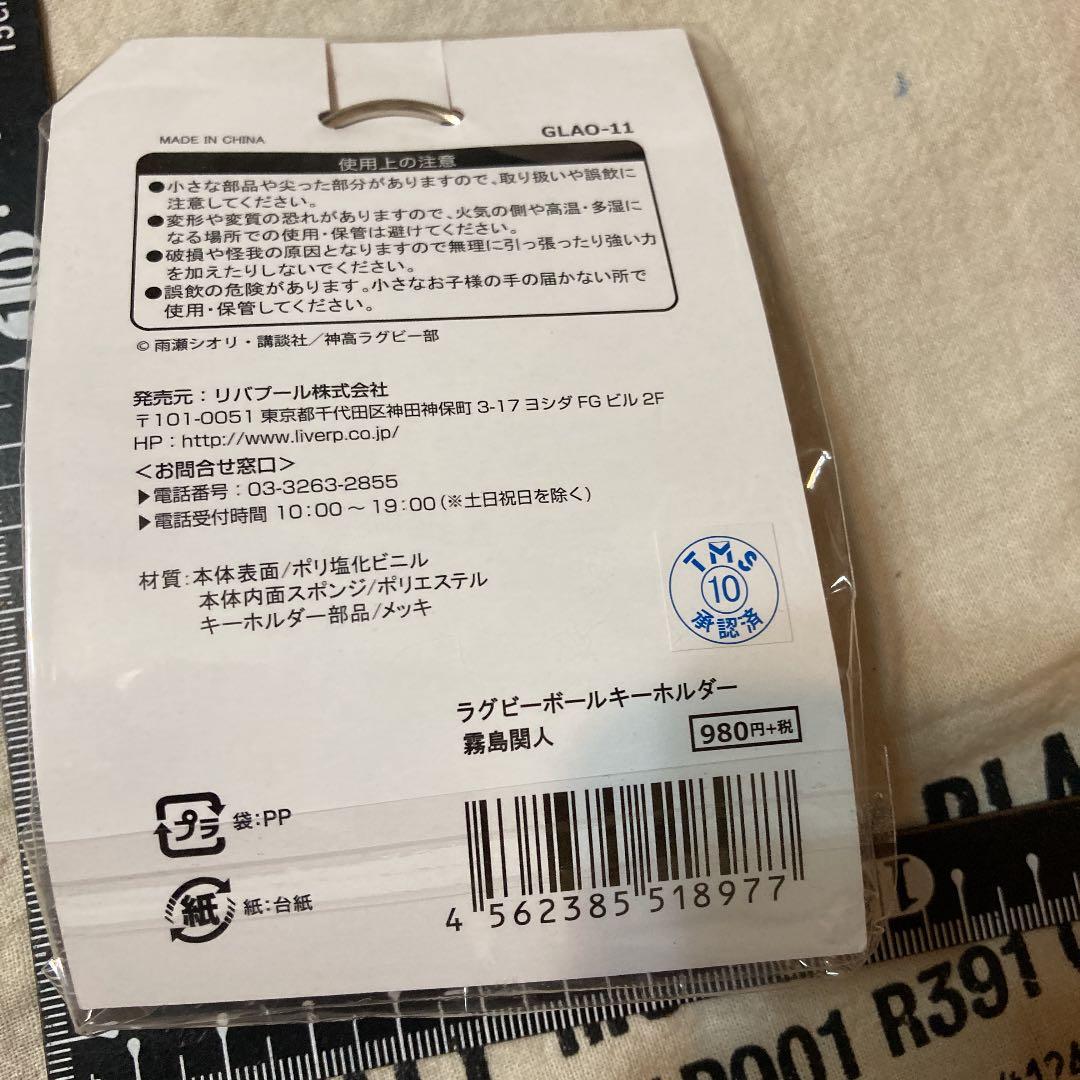 MADE IN CHINA
GLAO-11
使用上の注意
●小さな部品や尖った部分がありますので、取り扱いや誤飲に
注意してください。
●変形や変質の恐れがありますので、火気の側や高温・多湿に
なる場所での使用・保管は避けてください。
●破損や怪我の原因となりますので無理に引っ張ったり強い力
を加えたりしないでください。
●誤飲の危険があります。小さなお子様の手の届かない所で
使用・保管してください。
© 雨瀬シオリ・講談社／神高ラグビー部
発売元：リバプール株式会社
〒101-0051 東京都千代田区神田神保町 3-17 ヨシダ FG ビル 2F
HP：http://www.liverp.co.jp/
＜お問合せ窓口＞
▶電話番号：03-3263-2855
▶電話受付時間 10:00～19:00（※土日祝日を除く）
材質：本体表面/ポリ塩化ビニル
本体内面スポンジ/ポリエステル
キーホルダー部品/メッキ
TMS
10
承認済
ラグビーボールキーホルダー
霧島関人
980円+税
プラ 袋：PP
紙 紙：台紙
4 562385 518977
R391